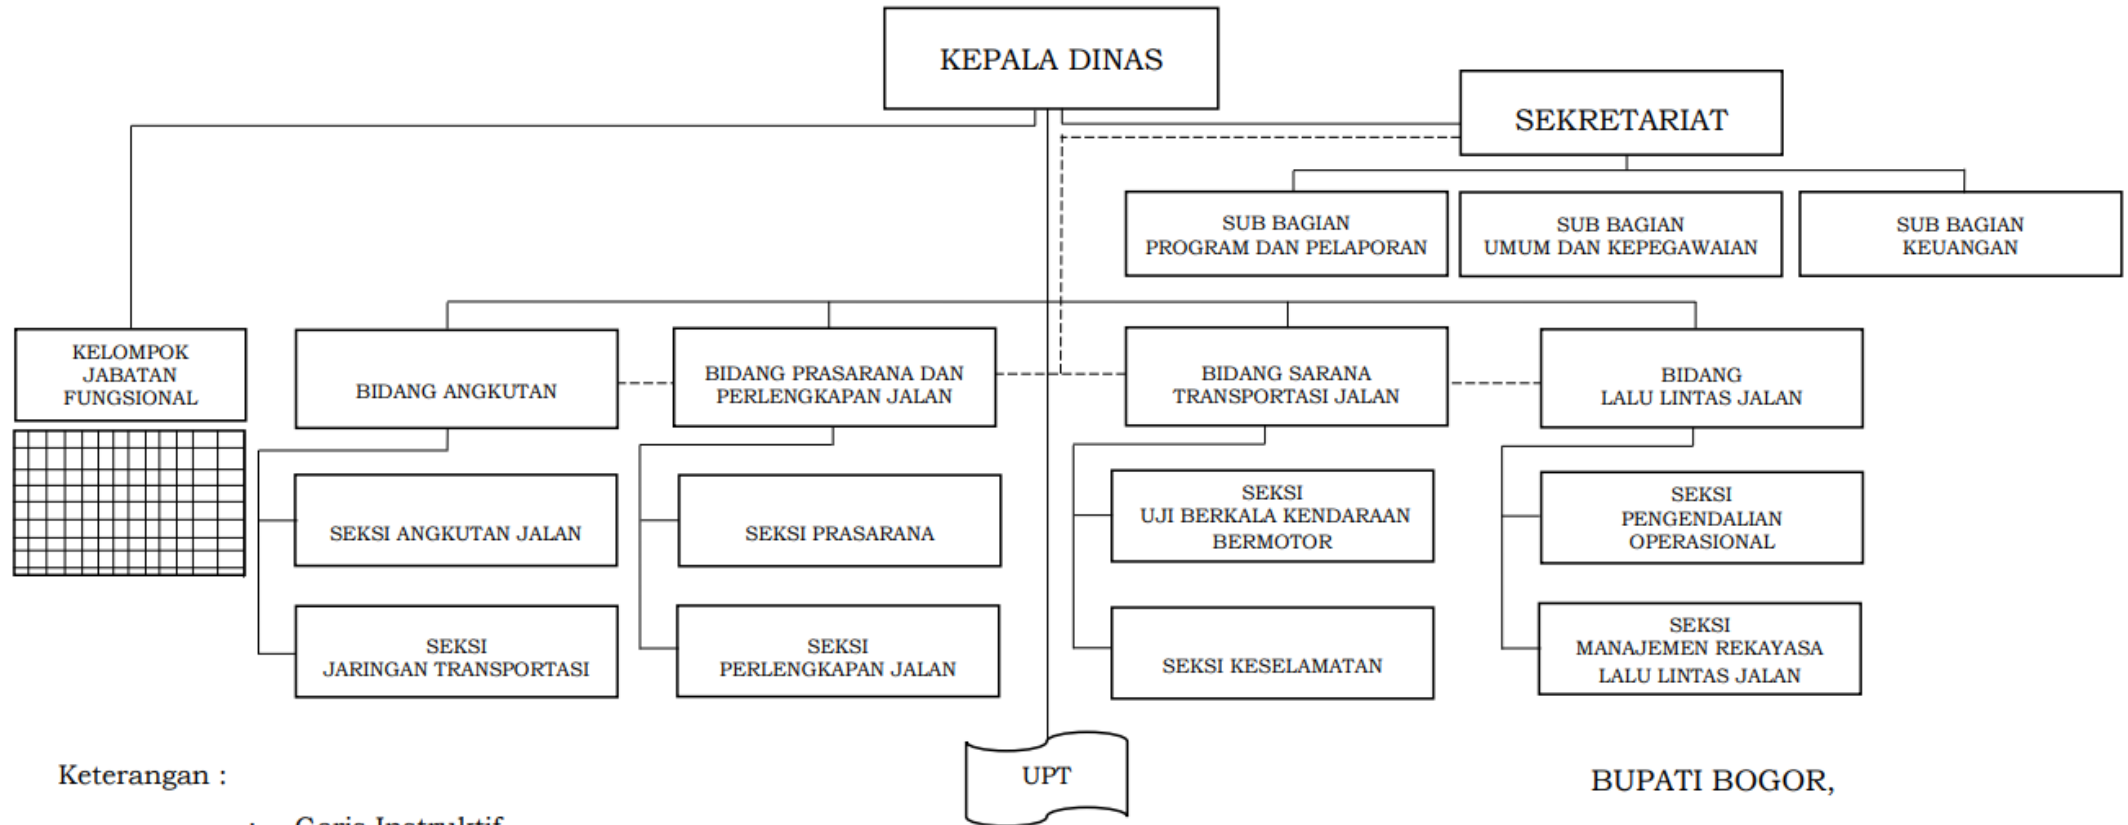 KEPALA DINAS
SEKRETARIAT
SUB BAGIAN
PROGRAM DAN PELAPORAN
SUB BAGIAN
UMUM DAN KEPEGAWAIAN
SUB BAGIAN
KEUANGAN
KELOMPOK
JABATAN
FUNGSIONAL
BIDANG ANGKUTAN
BIDANG PRASARANA DAN
PERLENGKAPAN JALAN
BIDANG SARANA
TRANSPORTASI JALAN
BIDANG
LALU LINTAS JALAN
SEKSI ANGKUTAN JALAN
SEKSI PRASARANA
SEKSI
UJI BERKALA KENDARAAN
BERMOTOR
SEKSI
PENGENDALIAN
OPERASIONAL
SEKSI
JARINGAN TRANSPORTASI
SEKSI
PERLENGKAPAN JALAN
SEKSI KESELAMATAN
SEKSI
MANAJEMEN REKAYASA
LALU LINTAS JALAN
UPT
Keterangan :
BUPATI BOGOR,
: Garis Instruktif